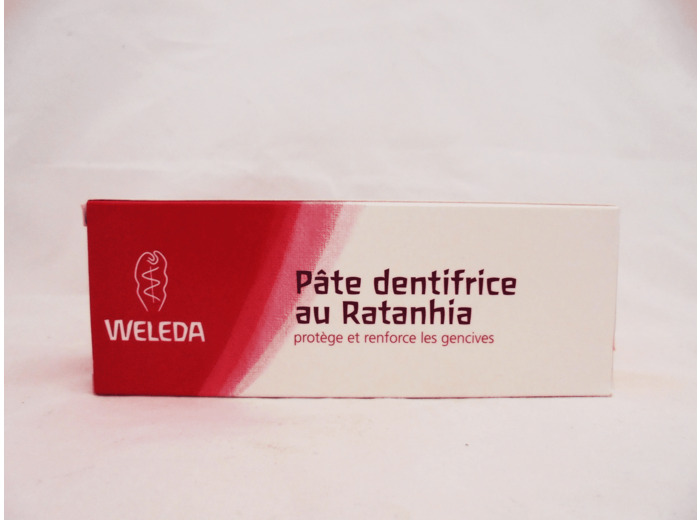 WELEDA
Pâte dentifrice
au Ratanhia
protège et renforce les gencives